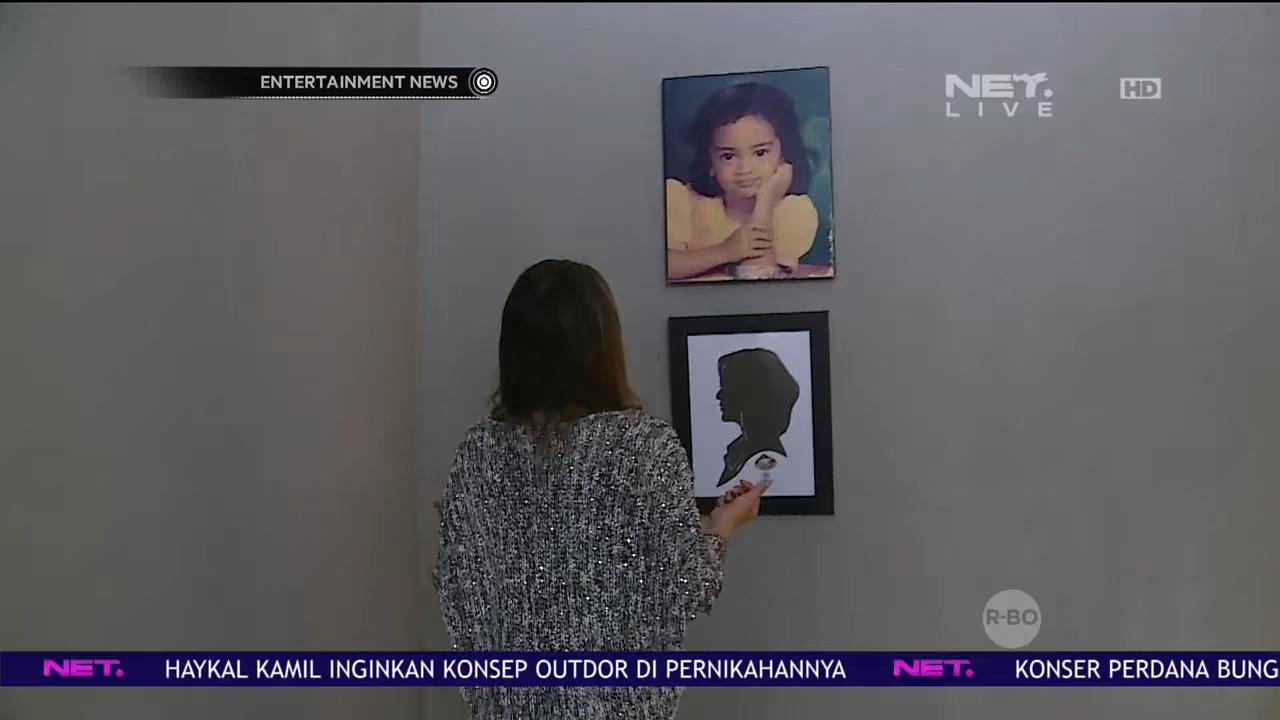 ENTERTAINMENT NEWS
NET.
LIVE
HD
R-BO
NET. HAYKAL KAMIL INGINKAN KONSEP OUTDOR DI PERNIKAHANNYA NET. KONSER PERDANA BUNG